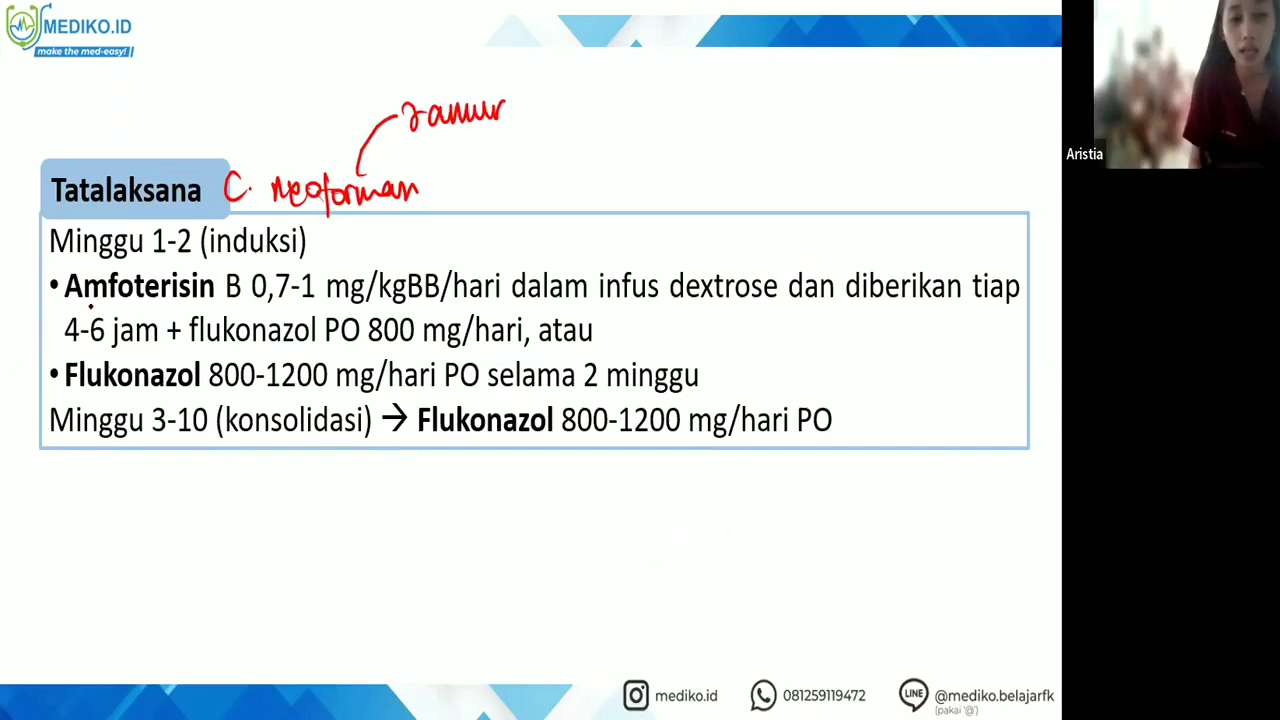 MEDIKO.ID
make the med-easy!
Jamur
Tatalaksana C. neoforman
Minggu 1-2 (induksi)
• Amfoterisin B 0,7-1 mg/kgBB/hari dalam infus dextrose dan diberikan tiap
4-6 jam + flukonazol PO 800 mg/hari, atau
• Flukonazol 800-1200 mg/hari PO selama 2 minggu
Minggu 3-10 (konsolidasi) → Flukonazol 800-1200 mg/hari PO
Aristia
mediko.id
081259119472
LINE
@mediko.belajarfk
(pakai '@')